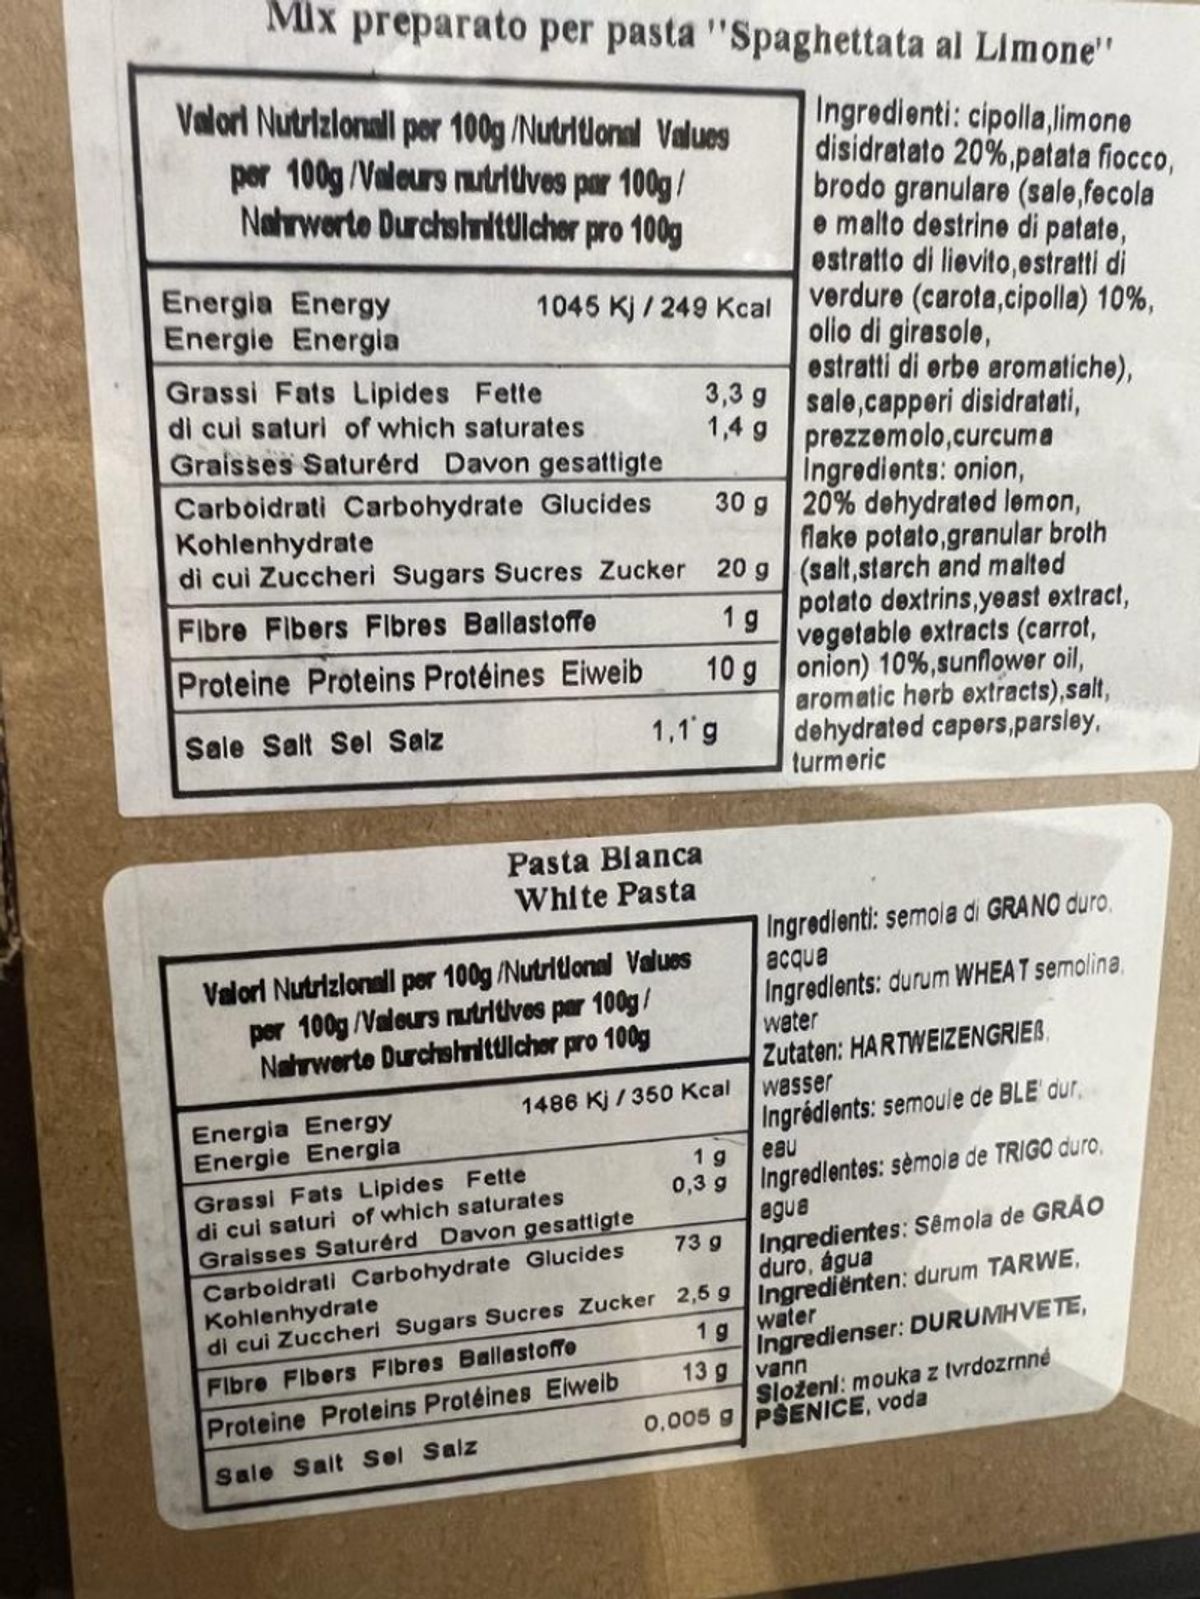 Mix preparato per pasta "Spaghettata al Limone"
Valori Nutrizionali per 100g /Nutritional Values
per 100g /Valeurs nutritives par 100g /
Nahrwerte Durchshnittlicher pro 100g
Energia Energy 1045 Kj / 249 Kcal
Energie Energia
Grassi Fats Lipides Fette 3,3 g
di cui saturi of which saturates 1,4 g
Graisses Saturérd Davon gesattigte
Carboidrati Carbohydrate Glucides 30 g
Kohlenhydrate
di cui Zuccheri Sugars Sucres Zucker 20 g
Fibre Fibers Fibres Ballastoffe 1 g
Proteine Proteins Protéines Eiweib 10 g
Sale Salt Sel Salz 1,1 g
Ingredienti: cipolla,limone
disidratato 20%,patata fiocco,
brodo granulare (sale,fecola
e malto destrine di patate,
estratto di lievito,estratti di
verdure (carota,cipolla) 10%,
olio di girasole,
estratti di erbe aromatiche),
sale,capperi disidratati,
prezzemolo,curcuma
Ingredients: onion,
20% dehydrated lemon,
flake potato,granular broth
(salt,starch and malted
potato dextrins,yeast extract,
vegetable extracts (carrot,
onion) 10%,sunflower oil,
aromatic herb extracts),salt,
dehydrated capers,parsley,
turmeric
Pasta Bianca
White Pasta
Valori Nutrizionali per 100g /Nutritional Values
per 100g /Valeurs nutritives par 100g /
Nahrwerte Durchshnittlicher pro 100g
Energia Energy 1486 Kj / 350 Kcal
Energie Energia
Grassi Fats Lipides Fette 1 g
di cui saturi of which saturates 0,3 g
Graisses Saturérd Davon gesattigte
Carboidrati Carbohydrate Glucides 73 g
Kohlenhydrate
di cui Zuccheri Sugars Sucres Zucker 2,5 g
Fibre Fibers Fibres Ballastoffe 1 g
Proteine Proteins Protéines Eiweib 13 g
Sale Salt Sel Salz 0,005 g
Ingredienti: semola di GRANO duro,
acqua
Ingredients: durum WHEAT semolina,
water
Zutaten: HARTWEIZENGRIEß,
wasser
Ingrédients: semoule de BLE' dur,
eau
Ingredientes: sèmola de TRIGO duro,
agua
Ingredientes: Sêmola de GRÃO
duro, água
Ingrediënten: durum TARWE,
water
Ingredienser: DURUMHVETE,
vann
Složení: mouka z tvrdozrnné
PŠENICE, voda